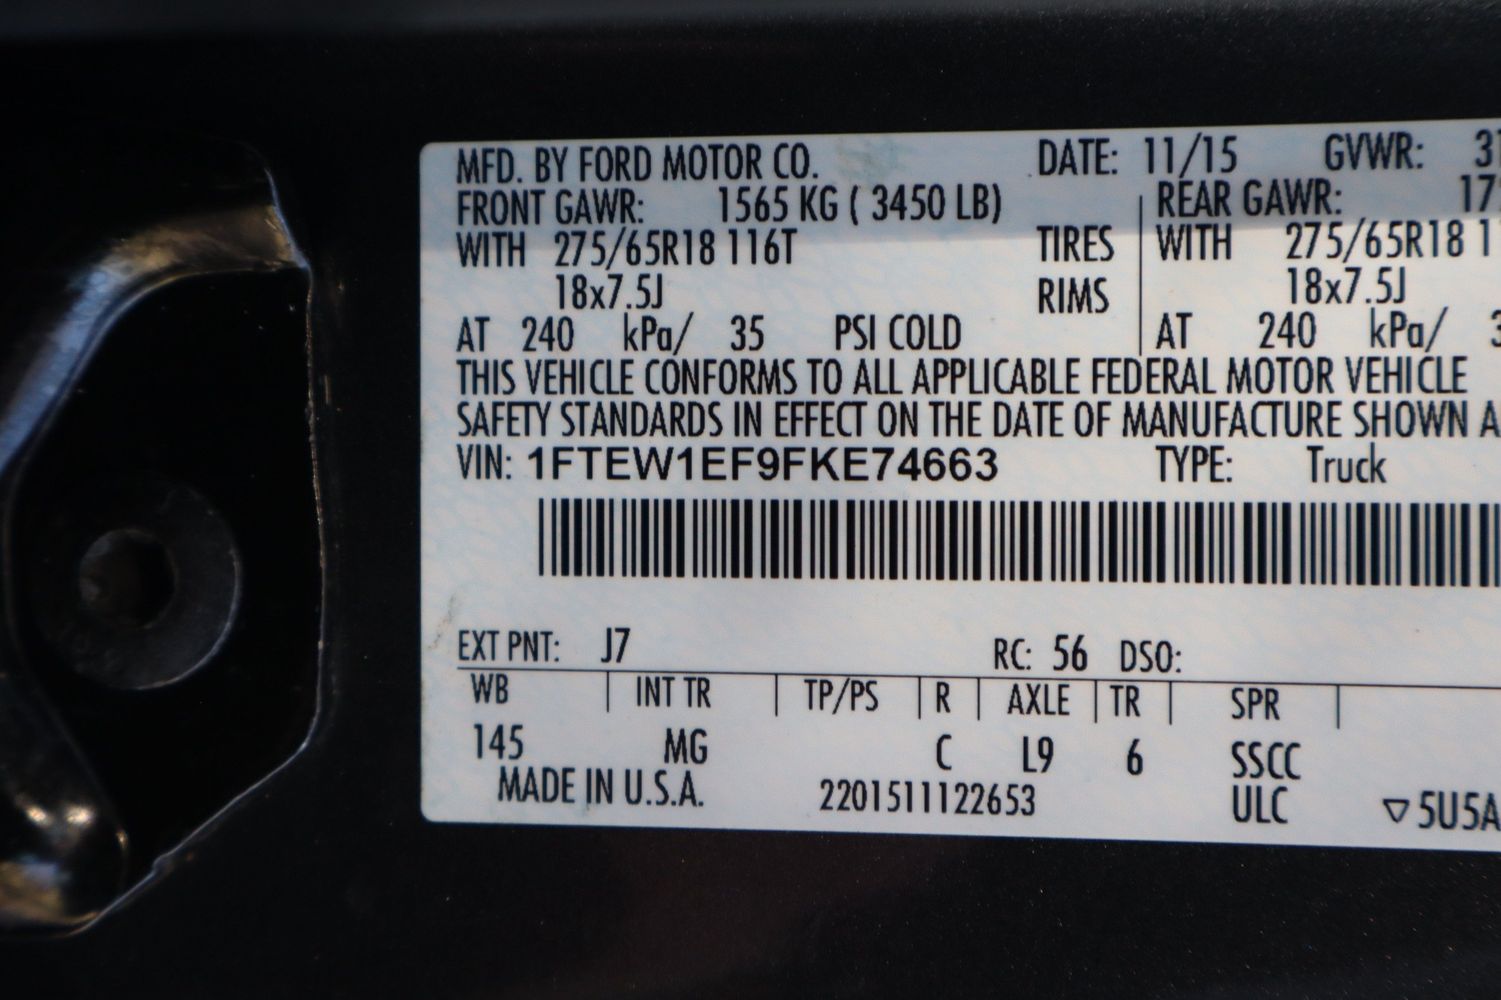 MFD. BY FORD MOTOR CO. DATE: 11/15 GVWR:
FRONT GAWR: 1565 KG ( 3450 LB) REAR GAWR:
WITH 275/65R18 116T TIRES WITH 275/65R18
18x7.5J RIMS 18x7.5J
AT 240 kPa/ 35 PSI COLD AT 240 kPa/
THIS VEHICLE CONFORMS TO ALL APPLICABLE FEDERAL MOTOR VEHICLE
SAFETY STANDARDS IN EFFECT ON THE DATE OF MANUFACTURE SHOWN
VIN: 1FTEW1EF9FKE74663 TYPE: Truck
EXT PNT: J7 RC: 56 DSO:
WB INT TR TP/PS R AXLE TR SPR
145 MG C L9 6 SSCC
MADE IN U.S.A. 2201511122653 ULC ▽5U5A